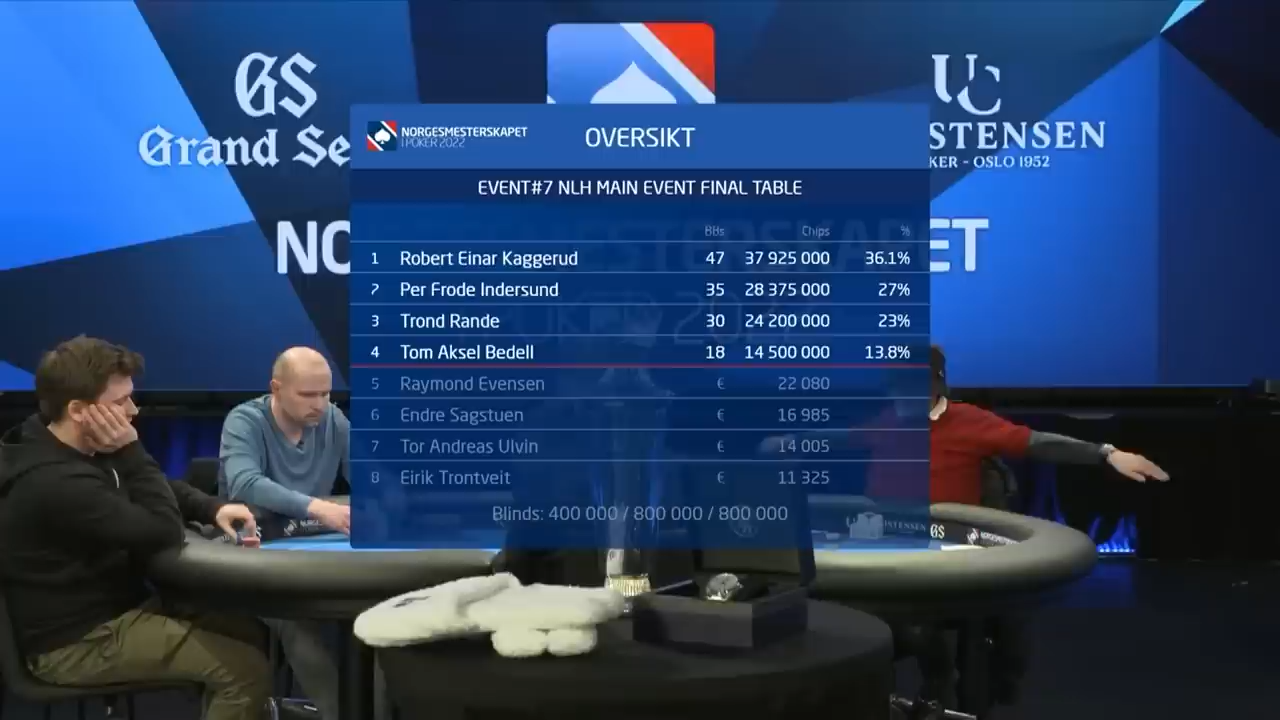 GS
Grand Se
UC
STENSEN
KER - OSLO 1952
NO
ET
NORGESMESTERSKAPET
I POKER 2022
OVERSIKT
EVENT#7 NLH MAIN EVENT FINAL TABLE
BBs Chips %
1 Robert Einar Kaggerud 47 37 925 000 36.1%
2 Per Frode Indersund 35 28 375 000 27%
3 Trond Rande 30 24 200 000 23%
4 Tom Aksel Bedell 18 14 500 000 13.8%
5 Raymond Evensen € 22 080
6 Endre Sagstuen € 16 985
7 Tor Andreas Ulvin € 14 005
8 Eirik Trontveit € 11 325
Blinds: 400 000 / 800 000 / 800 000
GS